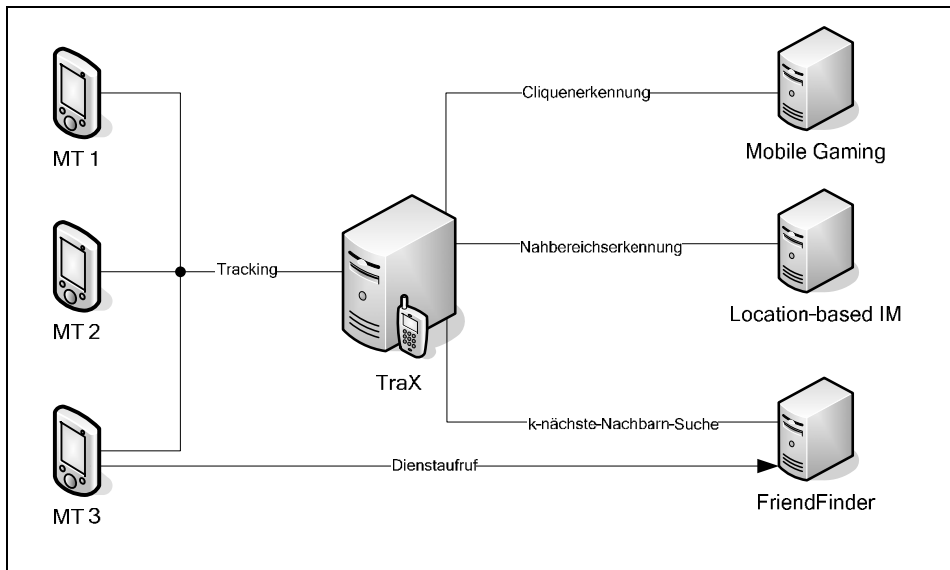 MT 1
MT 2
MT 3
Tracking
TraX
Cliquenerkennung
Nahbereichserkennung
k-nächste-Nachbarn-Suche
Dienstaufruf
Mobile Gaming
Location-based IM
FriendFinder